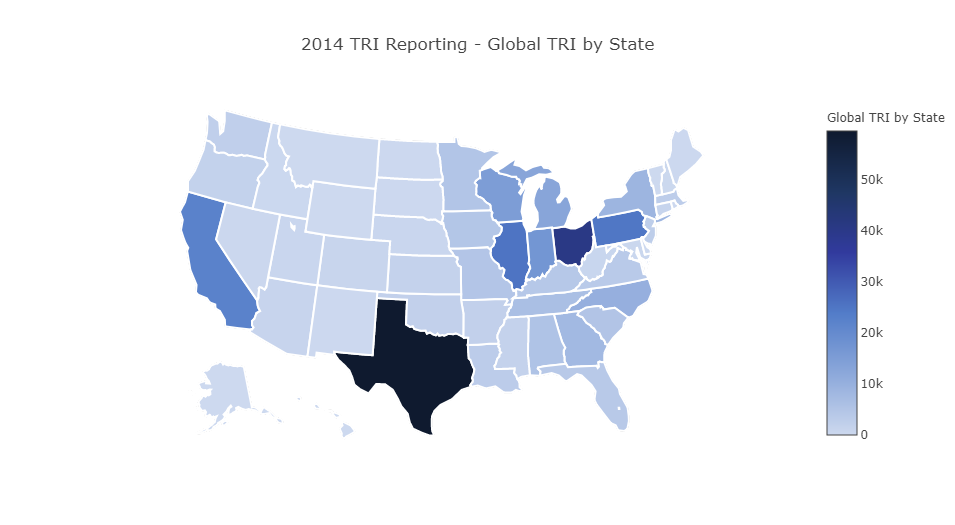 2014 TRI Reporting - Global TRI by State
Global TRI by State
50k
40k
30k
20k
10k
0